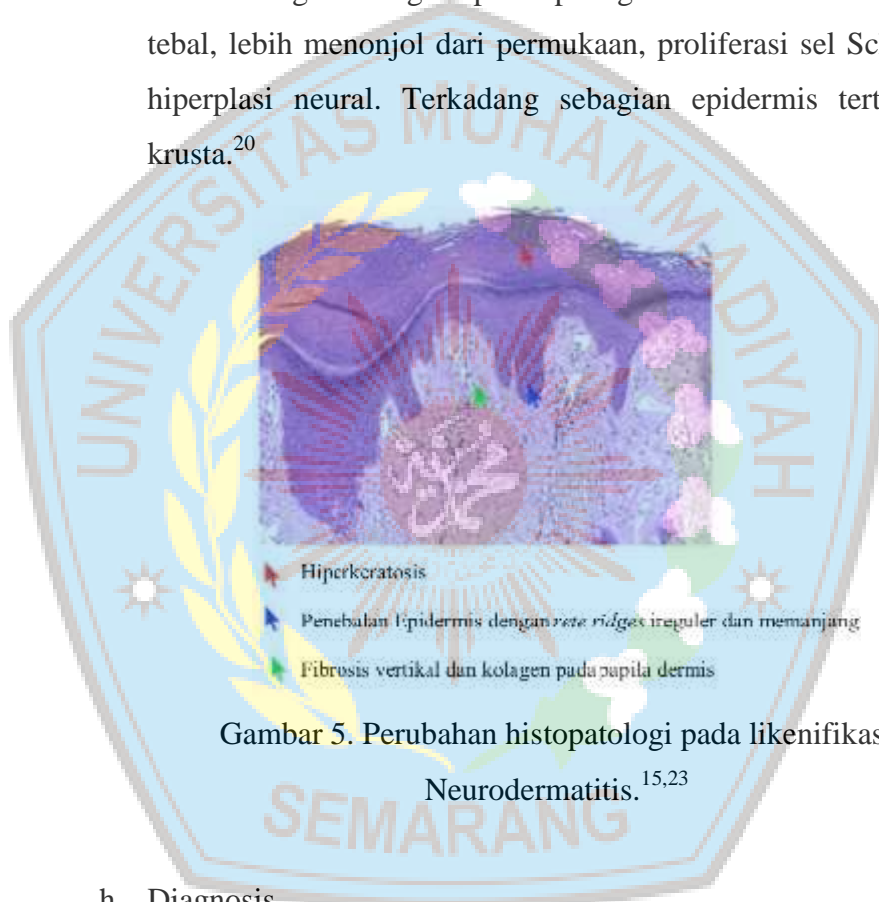 tebal, lebih menonjol dari permukaan, proliferasi sel Sc
hiperplasi neural. Terkadang sebagian epidermis tert
krusta.20
UNIVERSITAS MUHAMMADIYAH
Hiperkeratosis
Penebalan Epidermis dengan rete ridges ireguler dan memanjang
Fibrosis vertikal dan kolagen pada papila dermis
Gambar 5. Perubahan histopatologi pada likenifikas
Neurodermatitis.15,23
SEMARANG
h. Diagnosis